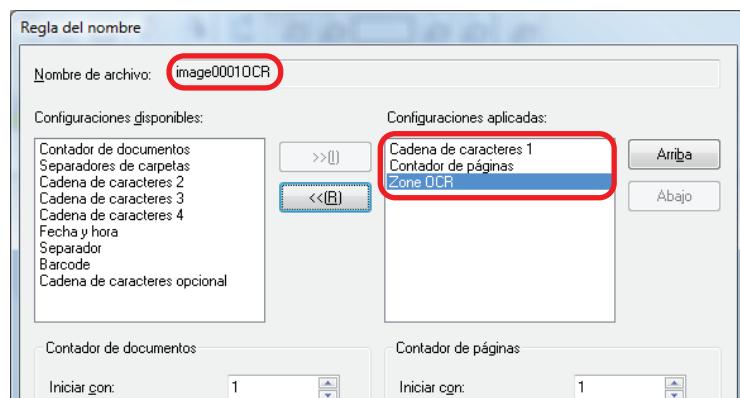 Regla del nombre
Nombre de archivo: image0001OCR
Configuraciones disponibles:
Contador de documentos
Separadores de carpetas
Cadena de caracteres 2
Cadena de caracteres 3
Cadena de caracteres 4
Fecha y hora
Separador
Barcode
Cadena de caracteres opcional
>>(I)
<<(R)
Configuraciones aplicadas:
Cadena de caracteres 1
Contador de páginas
Zone OCR
Arriba
Abajo
Contador de documentos
Iniciar con: 1
Contador de páginas
Iniciar con: 1